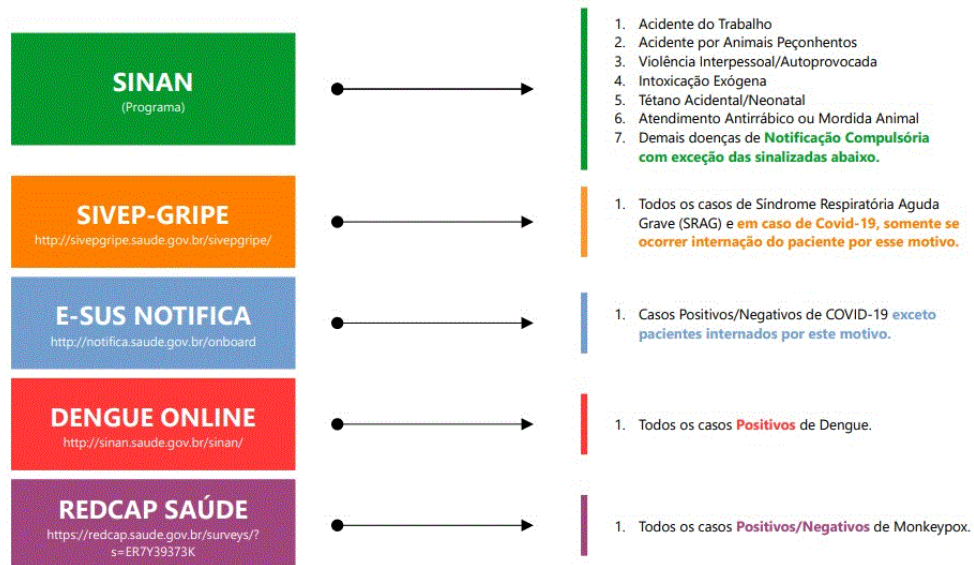 SINAN
(Programa)
1. Acidente do Trabalho
2. Acidente por Animais Peçonhentos
3. Violência Interpessoal/Autoprovocada
4. Intoxicação Exógena
5. Tétano Acidental/Neonatal
6. Atendimento Antirrábico ou Mordida Animal
7. Demais doenças de Notificação Compulsória
com exceção das sinalizadas abaixo.
SIVEP-GRIPE
http://sivepgripe.saude.gov.br/sivepgripe/
1. Todos os casos de Síndrome Respiratória Aguda
Grave (SRAG) e em caso de Covid-19, somente se
ocorrer internação do paciente por esse motivo.
E-SUS NOTIFICA
http://notifica.saude.gov.br/onboard
1. Casos Positivos/Negativos de COVID-19 exceto
pacientes internados por este motivo.
DENGUE ONLINE
http://sinan.saude.gov.br/sinan/
1. Todos os casos Positivos de Dengue.
REDCAP SAÚDE
https://redcap.saude.gov.br/surveys/?
s=ER7Y39373K
1. Todos os casos Positivos/Negativos de Monkeypox.